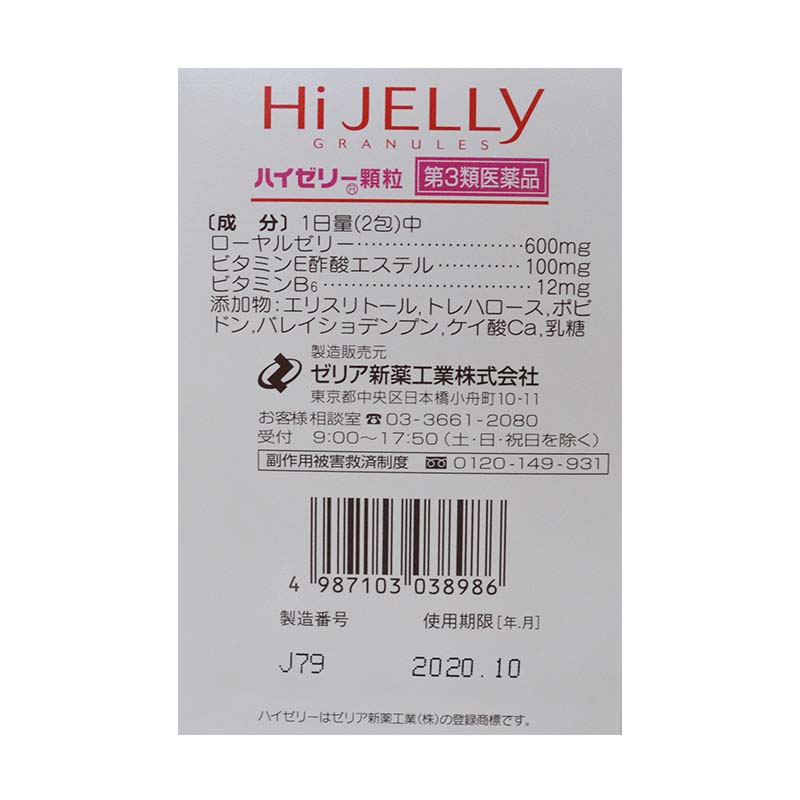 Hi JELLY
GRANULES
ハイゼリー®顆粒 第3類医薬品
〔成 分〕1日量(2包)中
ローヤルゼリー……………………600mg
ビタミンE酢酸エステル…………100mg
ビタミンB₆…………………………12mg
添加物:エリスリトール,トレハロース,ポビ
ドン,バレイショデンプン,ケイ酸Ca,乳糖
製造販売元
ゼリア新薬工業株式会社
東京都中央区日本橋小舟町10-11
お客様相談室☎03-3661-2080
受付 9:00〜17:50(土・日・祝日を除く)
副作用被害救済制度 0120-149-931
4 987103 038986
製造番号 使用期限[年.月]
J79 2020.10
ハイゼリーはゼリア新薬工業(株)の登録商標です。